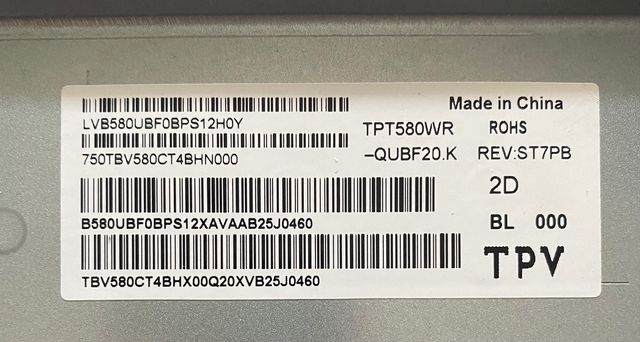 Made in China
LVB580UBF0BPS12H0Y
TPT580WR ROHS
750TBV580CT4BHN000
-QUBF20.K REV:ST7PB
2D
B580UBF0BPS12XAVAAB25J0460
BL 000
TPV
TBV580CT4BHX00Q20XVB25J0460